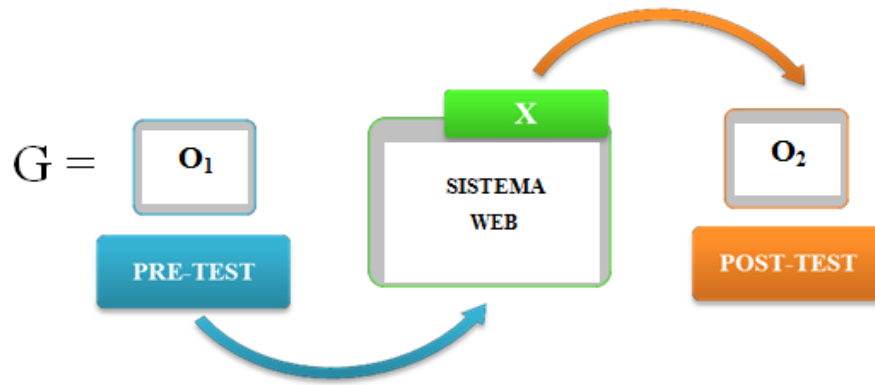 G =
O₁
PRE-TEST
X
SISTEMA
WEB
O₂
POST-TEST